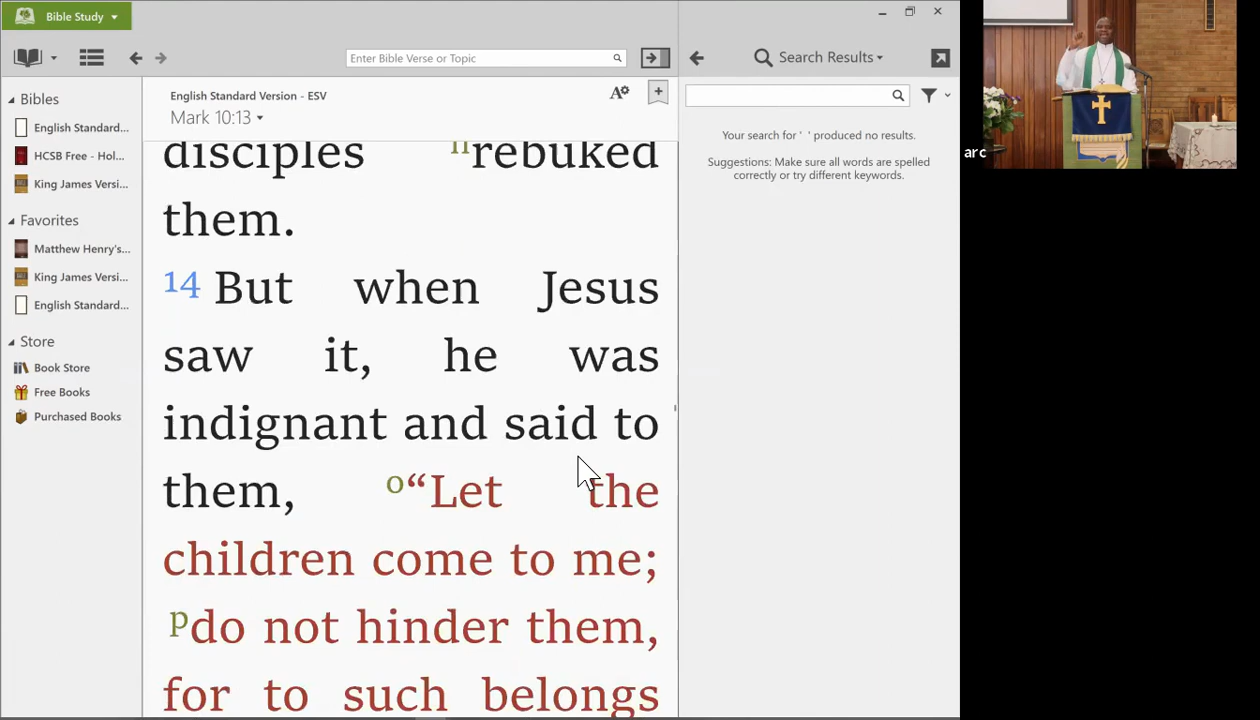 Bible Study
Enter Bible Verse or Topic
Search Results
Bibles
English Standard...
HCSB Free - Hol...
King James Versi...
Favorites
Matthew Henry's...
King James Versi...
English Standard...
Store
Book Store
Free Books
Purchased Books
English Standard Version - ESV
Mark 10:13
disciples n rebuked
them.
14 But when Jesus
saw it, he was
indignant and said to
them, o “Let the
children come to me;
p do not hinder them,
for to such belongs
Your search for ' ' produced no results.
Suggestions: Make sure all words are spelled
correctly or try different keywords.
arc